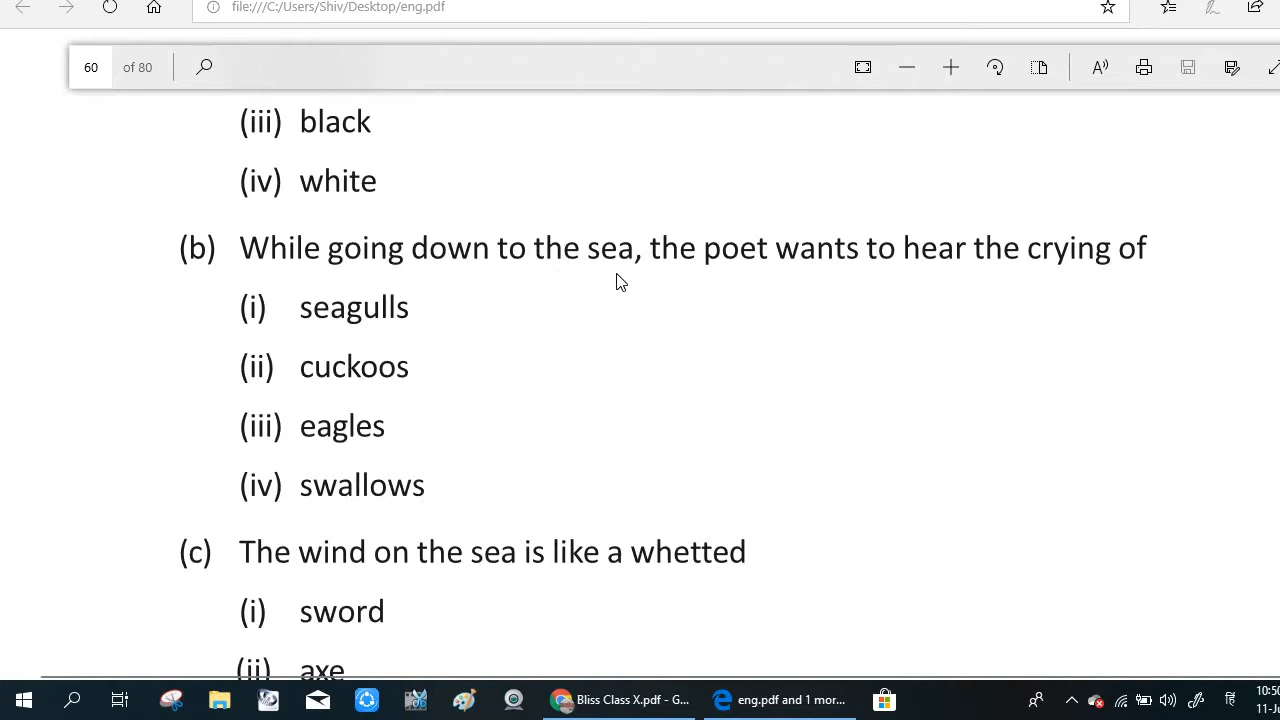 file:///C:/Users/Shiv/Desktop/eng.pdf
60 of 80
(iii) black
(iv) white
(b) While going down to the sea, the poet wants to hear the crying of
(i) seagulls
(ii) cuckoos
(iii) eagles
(iv) swallows
(c) The wind on the sea is like a whetted
(i) sword
(ii) axe
Bliss Class X.pdf - G... eng.pdf and 1 mor...